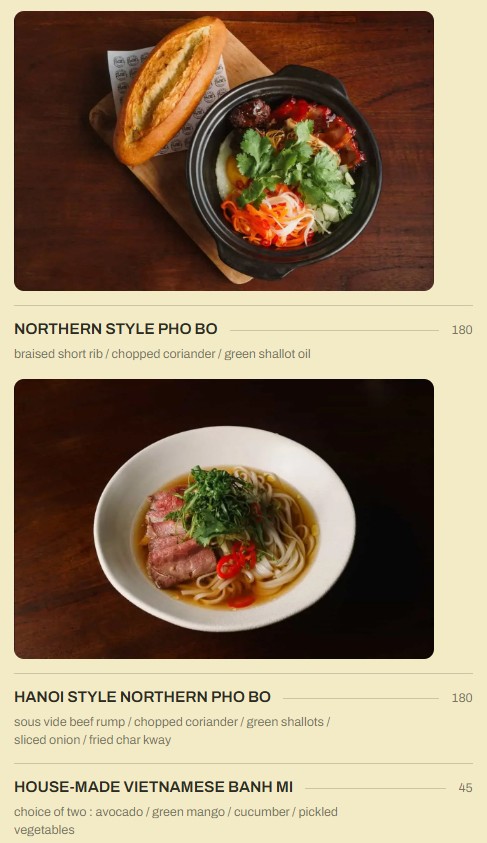 NORTHERN STYLE PHO BO 180
braised short rib / chopped coriander / green shallot oil
HANOI STYLE NORTHERN PHO BO 180
sous vide beef rump / chopped coriander / green shallots /
sliced onion / fried char kway
HOUSE-MADE VIETNAMESE BANH MI 45
choice of two : avocado / green mango / cucumber / pickled
vegetables